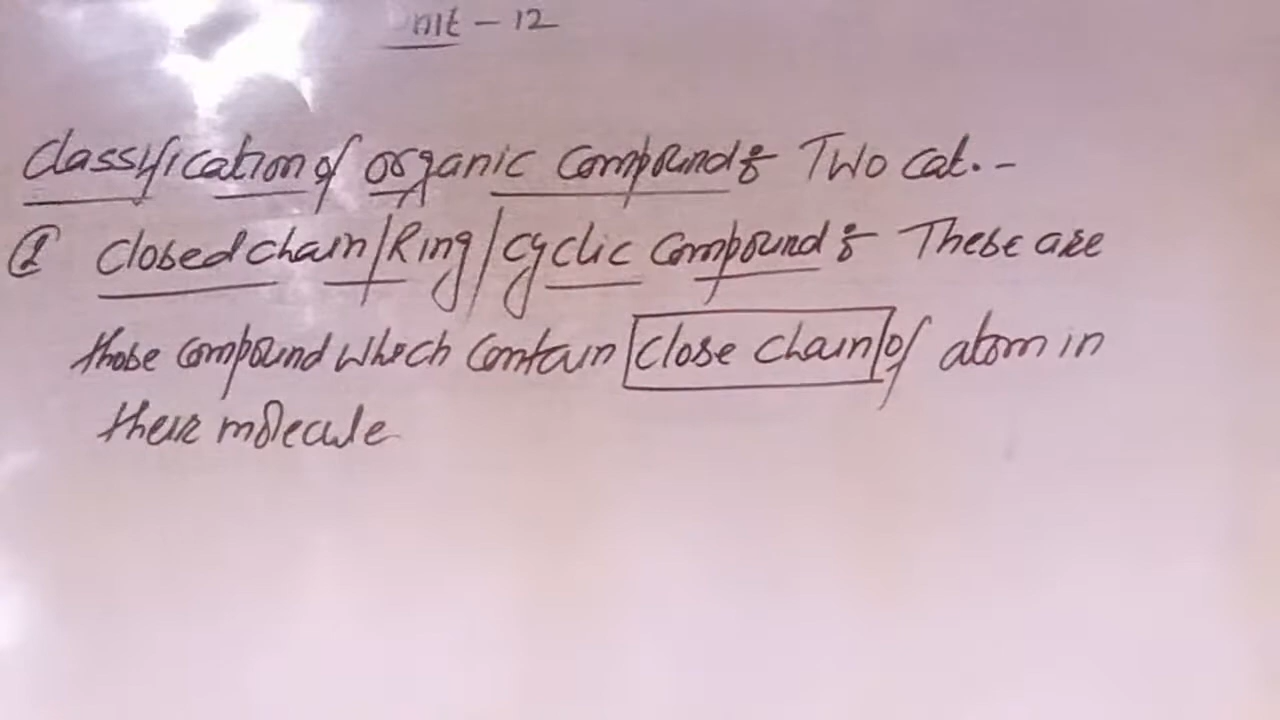 Unit - 12
Classification of organic compound :- Two cat. -
① Closed chain/Ring/cyclic compound :- These are
those compound which contain close chain of atom in
their molecule